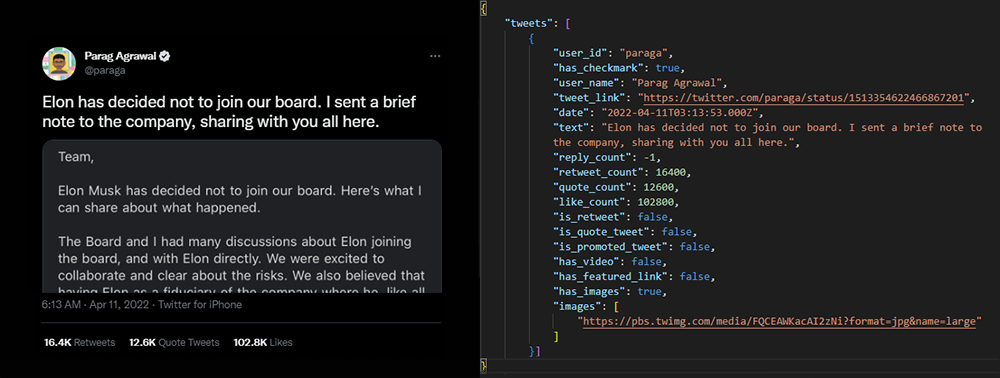 Parag Agrawal
@paraga
Elon has decided not to join our board. I sent a brief
note to the company, sharing with you all here.
Team,
Elon Musk has decided not to join our board. Here's what I
can share about what happened.
The Board and I had many discussions about Elon joining
the board, and with Elon directly. We were excited to
collaborate and clear about the risks. We also believed that
having Elon as a fiduciary of the company where he, like all
6:13 AM · Apr 11, 2022 · Twitter for iPhone
16.4K Retweets 12.6K Quote Tweets 102.8K Likes
{
"tweets": [
{
"user_id": "paraga",
"has_checkmark": true,
"user_name": "Parag Agrawal",
"tweet_link": "https://twitter.com/paraga/status/1513354622466867201",
"date": "2022-04-11T03:13:53.000Z",
"text": "Elon has decided not to join our board. I sent a brief note to
the company, sharing with you all here.",
"reply_count": -1,
"retweet_count": 16400,
"quote_count": 12600,
"like_count": 102800,
"is_retweet": false,
"is_quote_tweet": false,
"is_promoted_tweet": false,
"has_video": false,
"has_featured_link": false,
"has_images": true,
"images": [
"https://pbs.twimg.com/media/FQCEAWKacAI2zNi?format=jpg&name=large"
]
}]
}